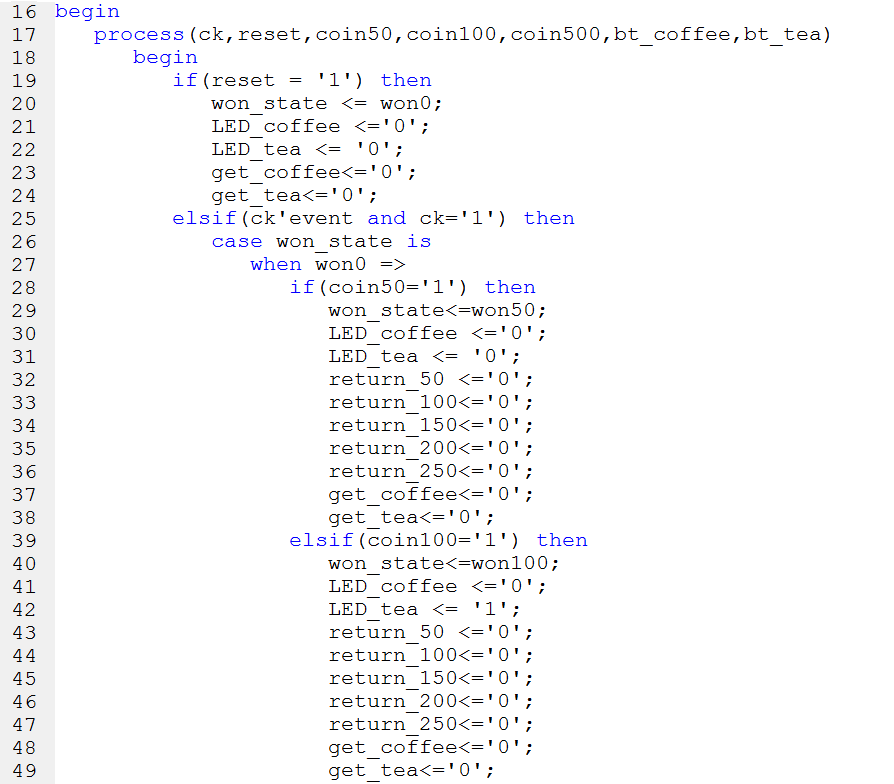 16 begin
17 process(ck,reset,coin50,coin100,coin500,bt_coffee,bt_tea)
18 begin
19 if(reset = '1') then
20 won_state <= won0;
21 LED_coffee <='0';
22 LED_tea <= '0';
23 get_coffee<='0';
24 get_tea<='0';
25 elsif(ck'event and ck='1') then
26 case won_state is
27 when won0 =>
28 if(coin50='1') then
29 won_state<=won50;
30 LED_coffee <='0';
31 LED_tea <= '0';
32 return_50 <='0';
33 return_100<='0';
34 return_150<='0';
35 return_200<='0';
36 return_250<='0';
37 get_coffee<='0';
38 get_tea<='0';
39 elsif(coin100='1') then
40 won_state<=won100;
41 LED_coffee <='0';
42 LED_tea <= '1';
43 return_50 <='0';
44 return_100<='0';
45 return_150<='0';
46 return_200<='0';
47 return_250<='0';
48 get_coffee<='0';
49 get_tea<='0';